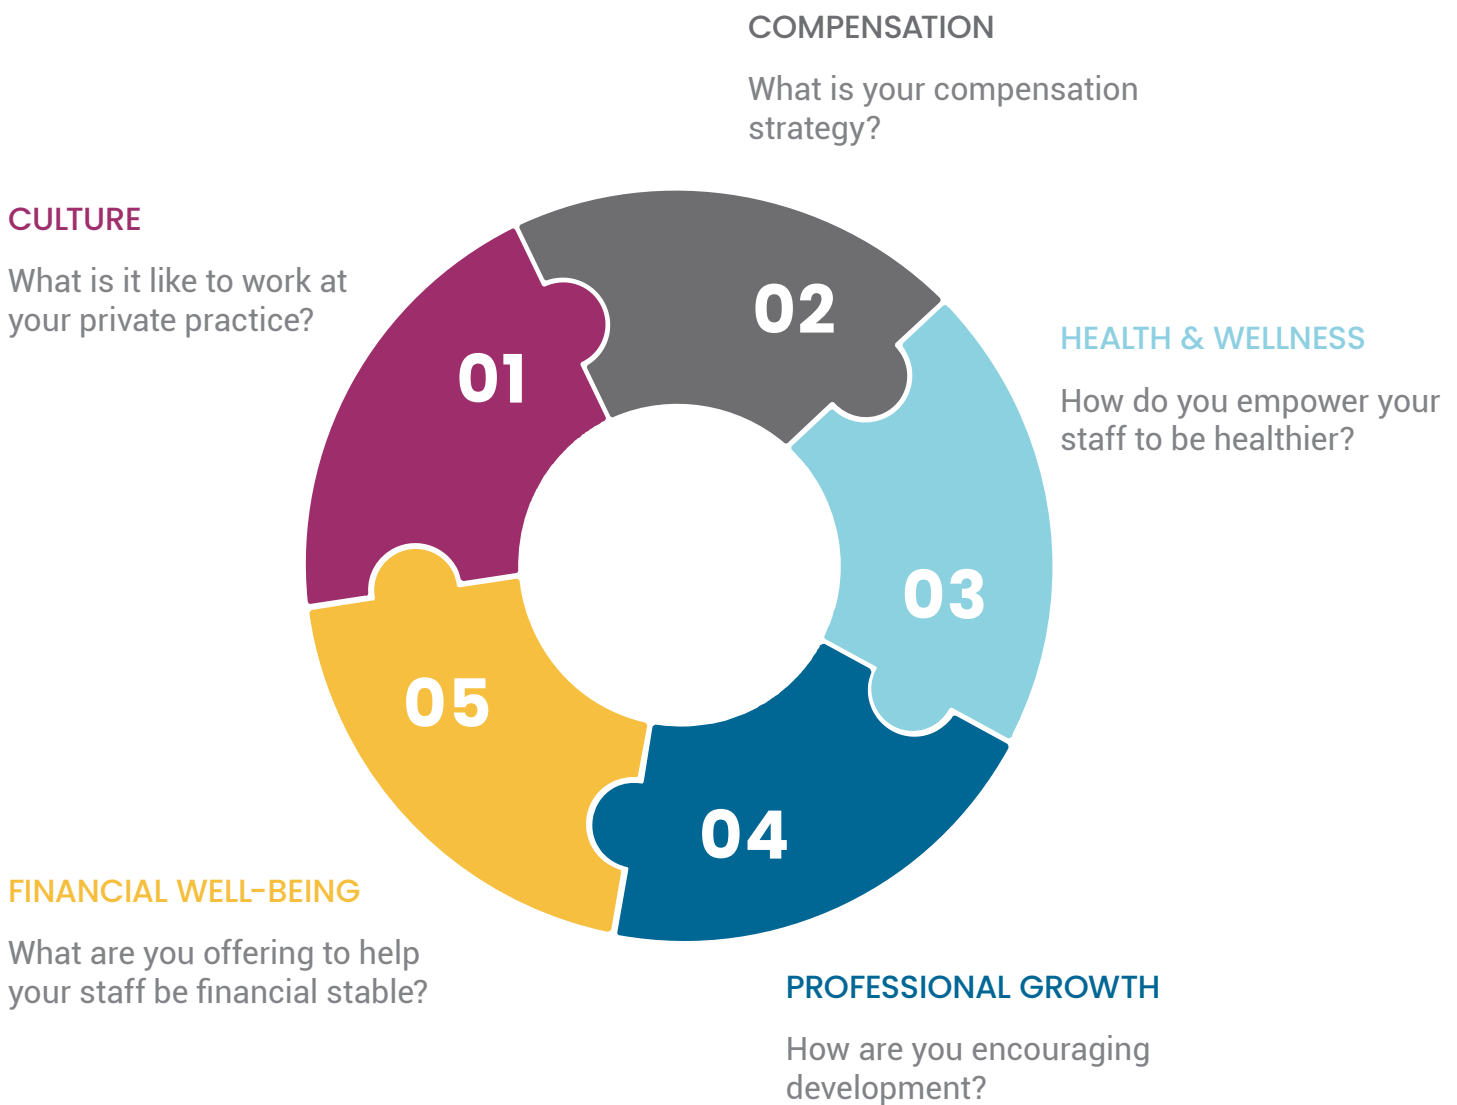 COMPENSATION
What is your compensation
strategy?
CULTURE
What is it like to work at
your private practice?
02
01
HEALTH & WELLNESS
How do you empower your
staff to be healthier?
03
05
04
FINANCIAL WELL-BEING
What are you offering to help
your staff be financial stable?
PROFESSIONAL GROWTH
How are you encouraging
development?